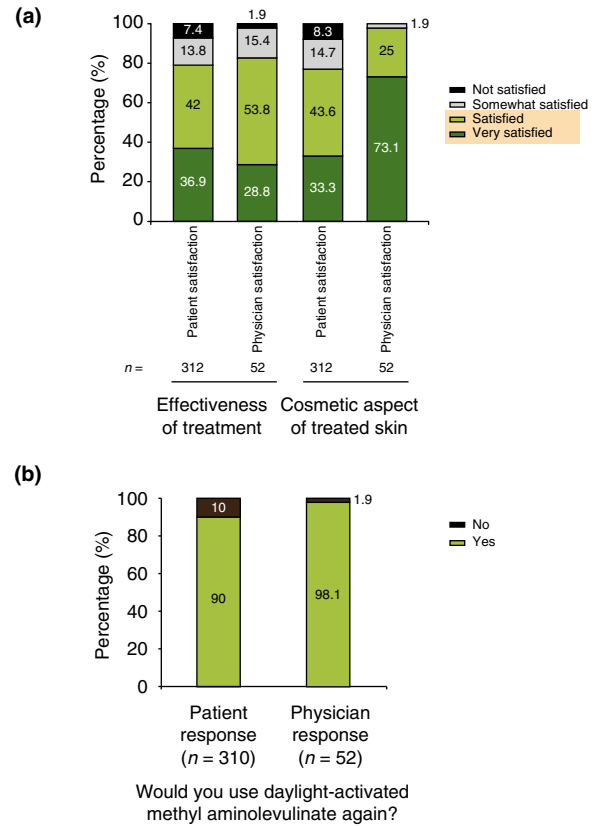 (a)
Percentage (%)
100
80
60
40
20
0
7.4
13.8
42
36.9
1.9
15.4
53.8
28.8
8.3
14.7
43.6
33.3
1.9
25
73.1
Not satisfied
Somewhat satisfied
Satisfied
Very satisfied
Patient satisfaction
Physician satisfaction
Patient satisfaction
Physician satisfaction
n = 312 52 312 52
Effectiveness
of treatment
Cosmetic aspect
of treated skin
(b)
Percentage (%)
100
80
60
40
20
0
10
90
1.9
98.1
No
Yes
Patient
response
(n = 310)
Physician
response
(n = 52)
Would you use daylight-activated
methyl aminolevulinate again?